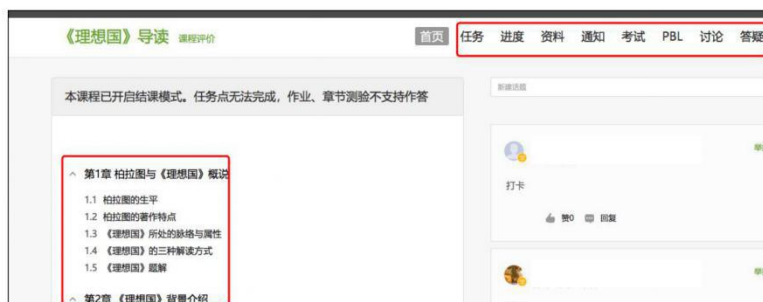 《理想国》导读 课程评价
首页 任务 进度 资料 通知 考试 PBL 讨论 答疑
本课程已开启结课模式。任务点无法完成，作业、章节测验不支持作答
第1章 柏拉图与《理想国》概说
1.1 柏拉图的生平
1.2 柏拉图的著作特点
1.3 《理想国》所处的脉络与属性
1.4 《理想国》的三种解读方式
1.5 《理想国》题解
第2章 《理想国》背景介绍
新建话题
打卡
赞0 回复